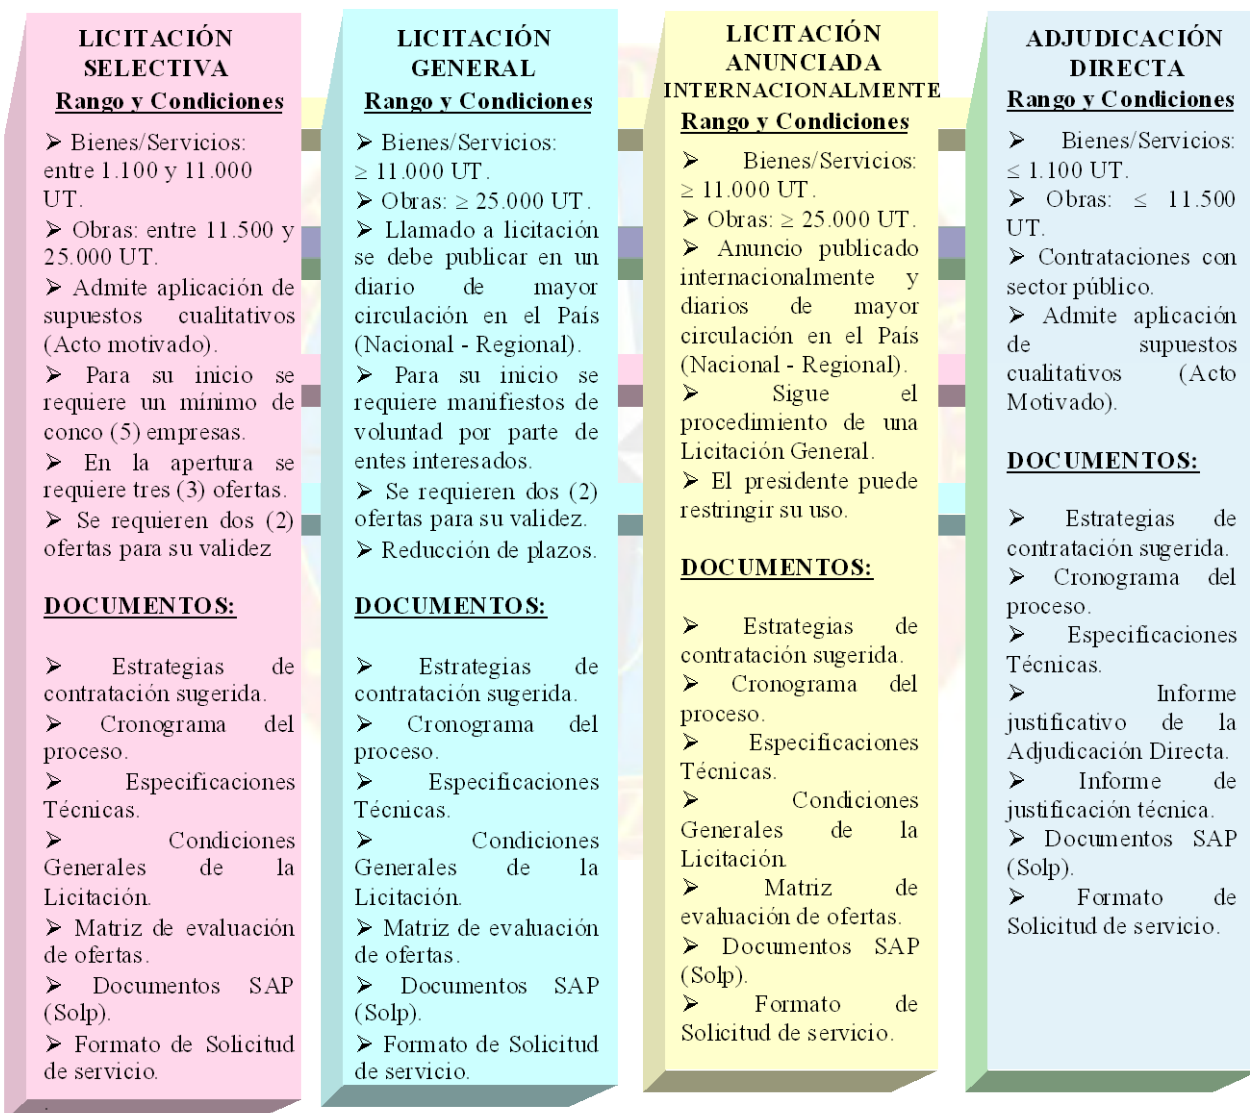 LICITACIÓN
SELECTIVA
Rango y Condiciones
➢ Bienes/Servicios:
entre 1.100 y 11.000
UT.
➢ Obras: entre 11.500 y
25.000 UT.
➢ Admite aplicación de
supuestos cualitativos
(Acto motivado).
➢ Para su inicio se
requiere un mínimo de
conco (5) empresas.
➢ En la apertura se
requiere tres (3) ofertas.
➢ Se requieren dos (2)
ofertas para su validez
DOCUMENTOS:
➢ Estrategias de
contratación sugerida.
➢ Cronograma del
proceso.
➢ Especificaciones
Técnicas.
➢ Condiciones
Generales de la
Licitación.
➢ Matriz de evaluación
de ofertas.
➢ Documentos SAP
(Solp).
➢ Formato de Solicitud
de servicio.
.
LICITACIÓN
GENERAL
Rango y Condiciones
➢ Bienes/Servicios:
≥ 11.000 UT.
➢ Obras: ≥ 25.000 UT.
➢ Llamado a licitación
se debe publicar en un
diario de mayor
circulación en el País
(Nacional - Regional).
➢ Para su inicio se
requiere manifiestos de
voluntad por parte de
entes interesados.
➢ Se requieren dos (2)
ofertas para su validez.
➢ Reducción de plazos.
DOCUMENTOS:
➢ Estrategias de
contratación sugerida.
➢ Cronograma del
proceso.
➢ Especificaciones
Técnicas.
➢ Condiciones
Generales de la
Licitación.
➢ Matriz de evaluación
de ofertas.
➢ Documentos SAP
(Solp).
➢ Formato de Solicitud
de servicio.
LICITACIÓN
ANUNCIADA
INTERNACIONALMENTE
Rango y Condiciones
➢ Bienes/Servicios:
≥ 11.000 UT.
➢ Obras: ≥ 25.000 UT.
➢ Anuncio publicado
internacionalmente y
diarios de mayor
circulación en el País
(Nacional - Regional).
➢ Sigue el
procedimiento de una
Licitación General.
➢ El presidente puede
restringir su uso.
DOCUMENTOS:
➢ Estrategias de
contratación sugerida.
➢ Cronograma del
proceso.
➢ Especificaciones
Técnicas.
➢ Condiciones
Generales de la
Licitación
➢ Matriz de
evaluación de ofertas.
➢ Documentos SAP
(Solp).
➢ Formato de
Solicitud de servicio.
ADJUDICACIÓN
DIRECTA
Rango y Condiciones
➢ Bienes/Servicios:
≤ 1.100 UT.
➢ Obras: ≤ 11.500
UT.
➢ Contrataciones con
sector público.
➢ Admite aplicación
de supuestos
cualitativos (Acto
Motivado).
DOCUMENTOS:
➢ Estrategias de
contratación sugerida.
➢ Cronograma del
proceso.
➢ Especificaciones
Técnicas.
➢ Informe
justificativo de la
Adjudicación Directa.
➢ Informe de
justificación técnica.
➢ Documentos SAP
(Solp).
➢ Formato de
Solicitud de servicio.